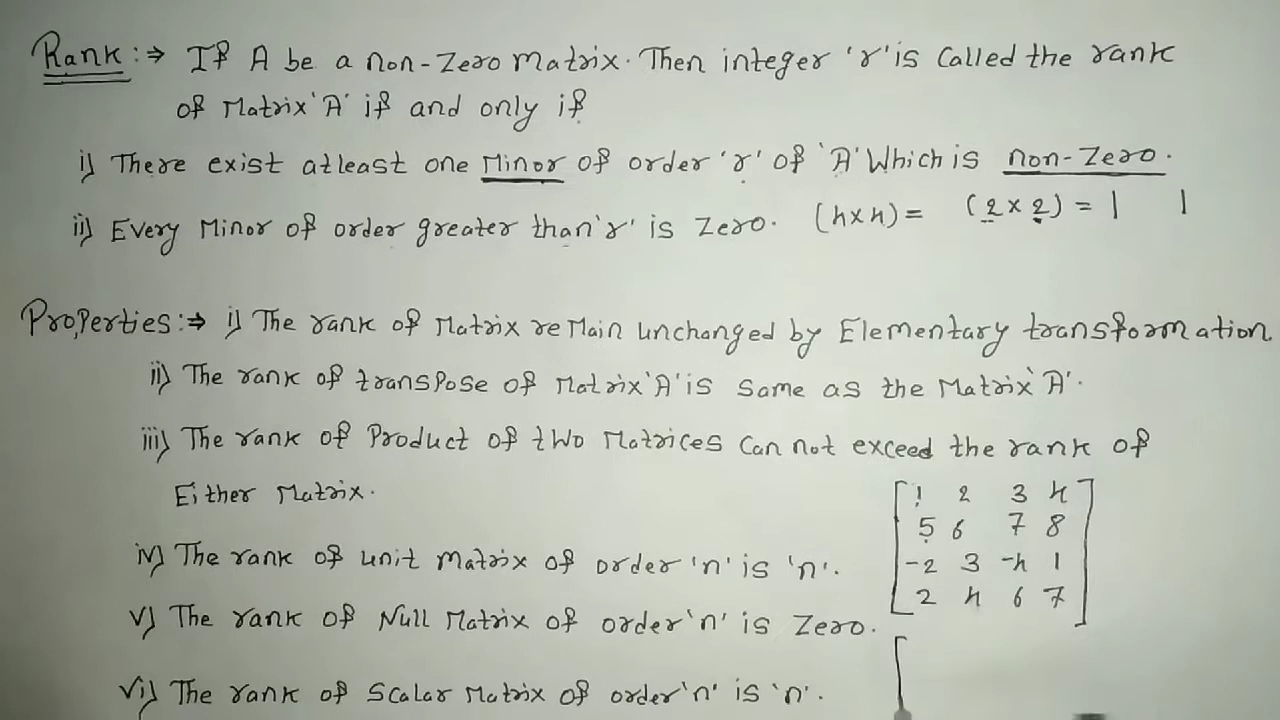 Rank :⇒ If A be a non-Zero matrix. Then integer 'r' is Called the rank
of Matrix 'A' if and only if
i) There exist atleast one Minor of order 'r' of 'A' Which is non-Zero.
ii) Every Minor of order greater than 'r' is Zero. (4×4) = (2×2) = | |
Properties :⇒ i) The rank of Matrix reMain unchanged by Elementary transformation.
ii) The rank of transpose of Matrix 'A' is Same as the Matrix 'A'.
iii) The rank of Product of two Matrices Can not exceed the rank of
Either Matrix.
1 2 3 4
5 6 7 8
-2 3 -4 1
2 4 6 7
iv) The rank of unit matrix of order 'n' is 'n'.
v) The rank of Null Matrix of order 'n' is Zero.
vi) The rank of Scalar Matrix of order 'n' is 'n'.